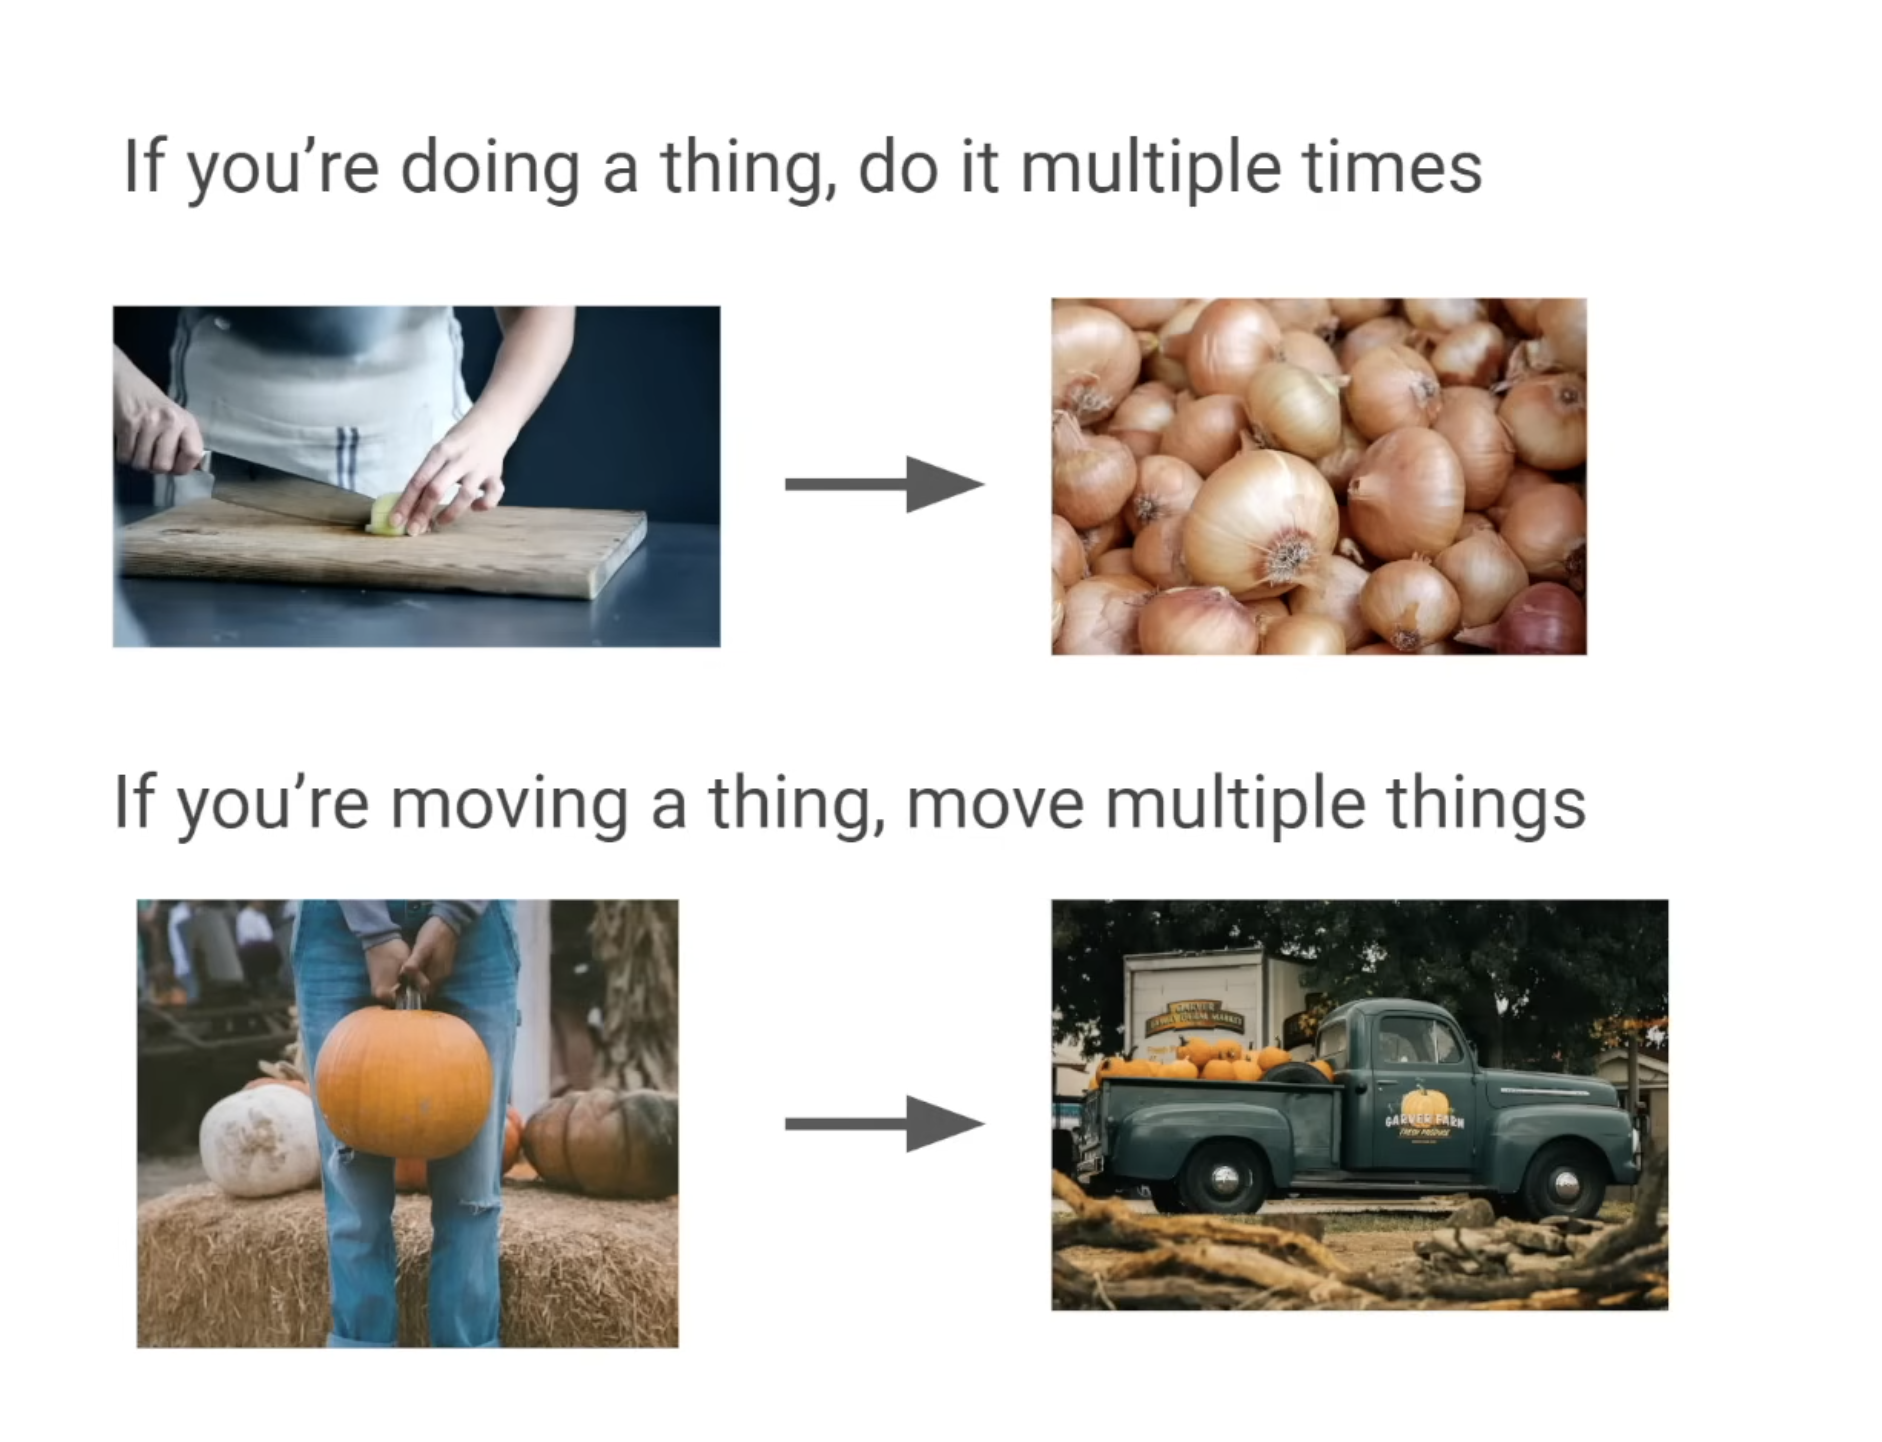 If you’re doing a thing, do it multiple times
If you’re moving a thing, move multiple things
GARVER FARM
FRESH PRODUCE